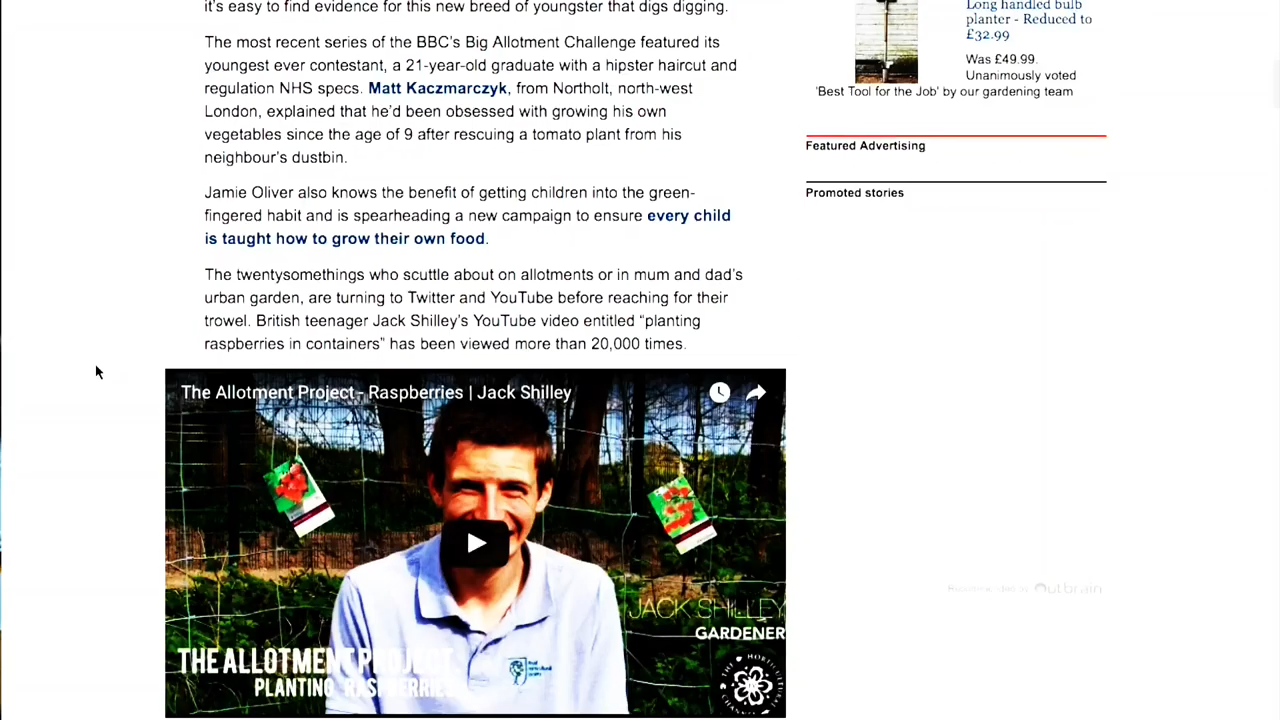 it's easy to find evidence for this new breed of youngster that digs digging.
The most recent series of the BBC's Big Allotment Challenge featured its
youngest ever contestant, a 21-year-old graduate with a hipster haircut and
regulation NHS specs. Matt Kaczmarczyk, from Northolt, north-west
London, explained that he'd been obsessed with growing his own
vegetables since the age of 9 after rescuing a tomato plant from his
neighbour's dustbin.
Jamie Oliver also knows the benefit of getting children into the green-
fingered habit and is spearheading a new campaign to ensure every child
is taught how to grow their own food.
The twentysomethings who scuttle about on allotments or in mum and dad's
urban garden, are turning to Twitter and YouTube before reaching for their
trowel. British teenager Jack Shilley's YouTube video entitled “planting
raspberries in containers” has been viewed more than 20,000 times.
The Allotment Project - Raspberries | Jack Shilley
JACK SHILLEY
GARDENER
THE ALLOTMENT PROJECT
PLANTING RASPBERRIES
THE HORTICULTURAL CHANNEL
Long handled bulb
planter - Reduced to
£32.99
Was £49.99.
Unanimously voted
'Best Tool for the Job' by our gardening team
Featured Advertising
Promoted stories
Recommended by Outbrain